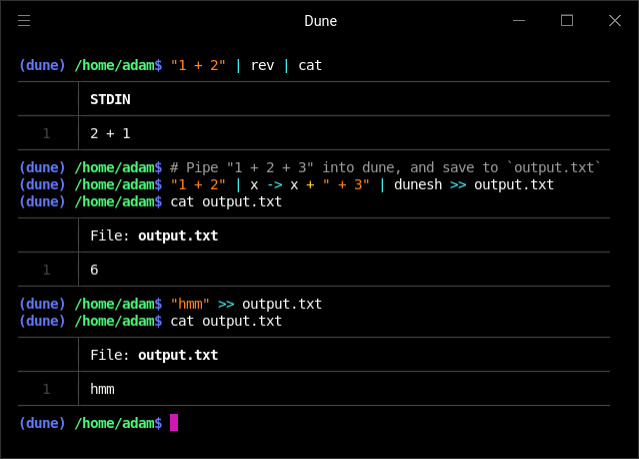 Dune
(dune) /home/adam$ "1 + 2" | rev | cat
STDIN
1 2 + 1
(dune) /home/adam$ # Pipe "1 + 2 + 3" into dune, and save to `output.txt`
(dune) /home/adam$ "1 + 2" | x -> x + " + 3" | dunesh >> output.txt
(dune) /home/adam$ cat output.txt
File: output.txt
1 6
(dune) /home/adam$ "hmm" >> output.txt
(dune) /home/adam$ cat output.txt
File: output.txt
1 hmm
(dune) /home/adam$